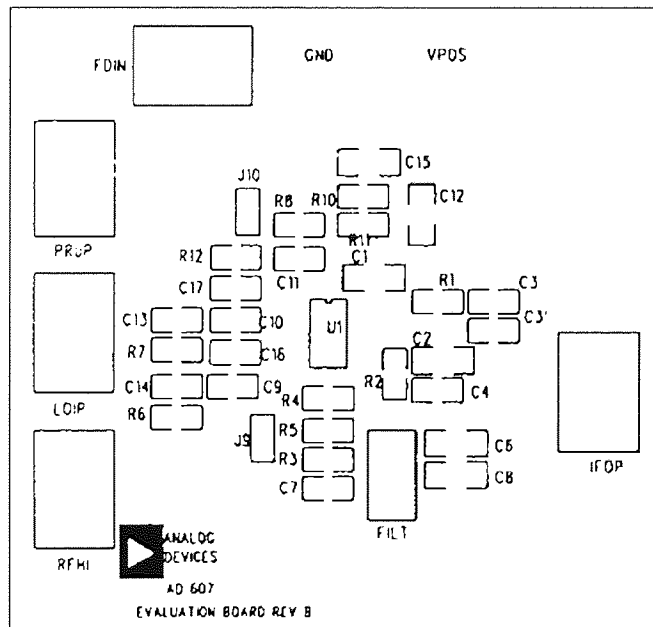 FDIN
GND
VPOS
C15
J10
R8
R10
C12
PRUP
R11
R12
C11
C1
C17
R1
C3
C13
C10
U1
C3'
R7
C16
C2
R2
LOIP
C14
C9
C4
R4
R6
R5
J9
C6
R3
C8
IFOP
C7
FILT
RFHI
ANALOG
DEVICES
AD 607
EVALUATION BOARD REV B